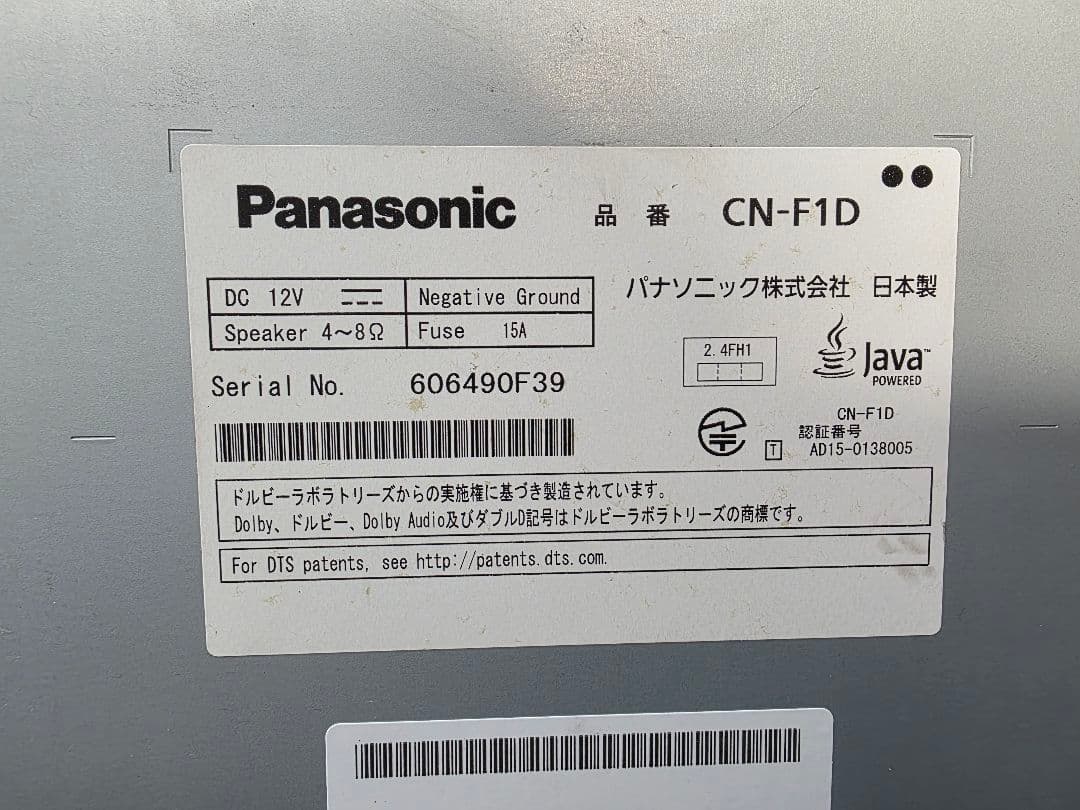 Panasonic 品番 CN-F1D
DC 12V Negative Ground
Speaker 4~8Ω Fuse 15A
パナソニック株式会社 日本製
2.4FH1
Java™
POWERED
Serial No. 606490F39
CN-F1D
認証番号
T AD15-0138005
ドルビーラボラトリーズからの実施権に基づき製造されています。
Dolby、ドルビー、Dolby Audio及びダブルD記号はドルビーラボラトリーズの商標です。
For DTS patents, see http://patents.dts.com.